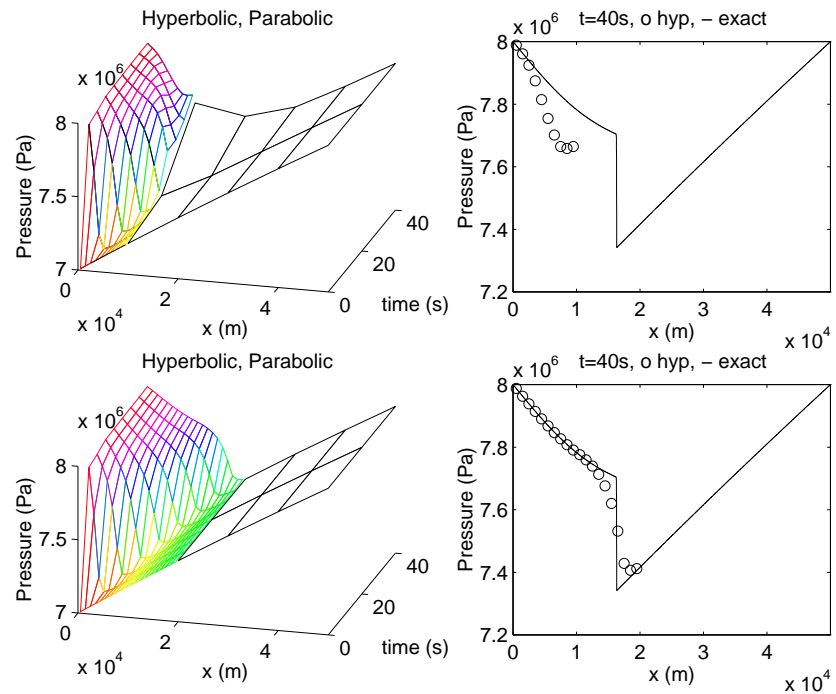 Hyperbolic, Parabolic
x 10^6
8
7.5
7
Pressure (Pa)
0
2
4
x 10^4
x (m)
0
20
40
time (s)
t=40s, o hyp, − exact
x 10^6
8
7.8
7.6
7.4
7.2
Pressure (Pa)
0
1
2
3
4
5
x (m)
x 10^4
Hyperbolic, Parabolic
x 10^6
8
7.5
7
Pressure (Pa)
0
2
4
x 10^4
x (m)
0
20
40
time (s)
t=40s, o hyp, − exact
x 10^6
8
7.8
7.6
7.4
7.2
Pressure (Pa)
0
1
2
3
4
5
x (m)
x 10^4